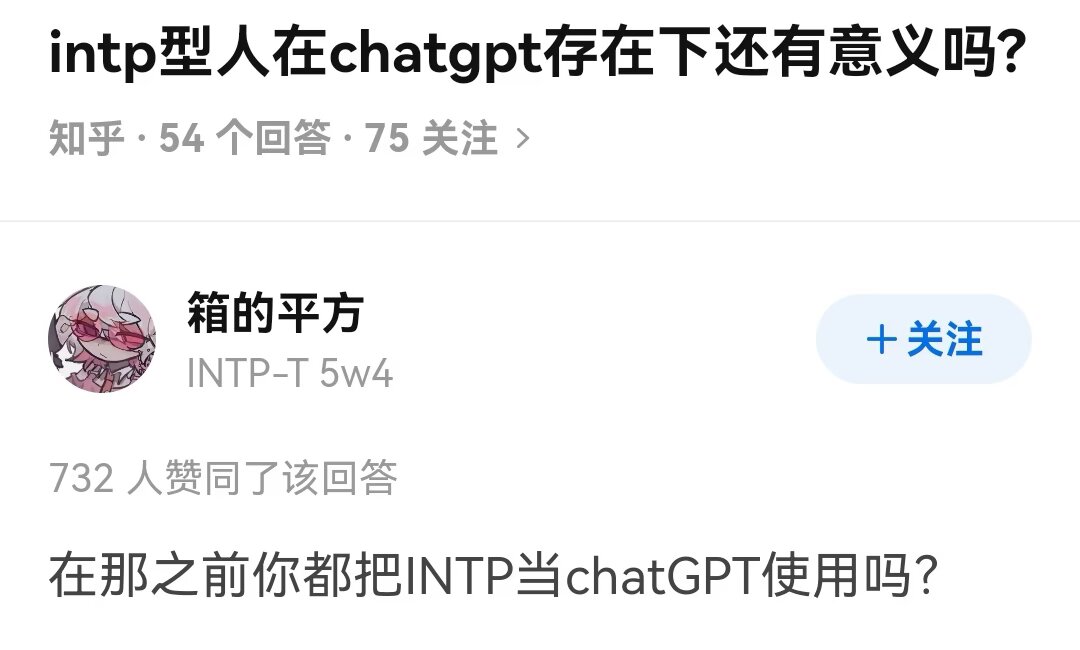 intp型人在chatgpt存在下还有意义吗?
知乎 · 54 个回答 · 75 关注 >
箱的平方
INTP-T 5w4
+关注
732 人赞同了该回答
在那之前你都把INTP当chatGPT使用吗?